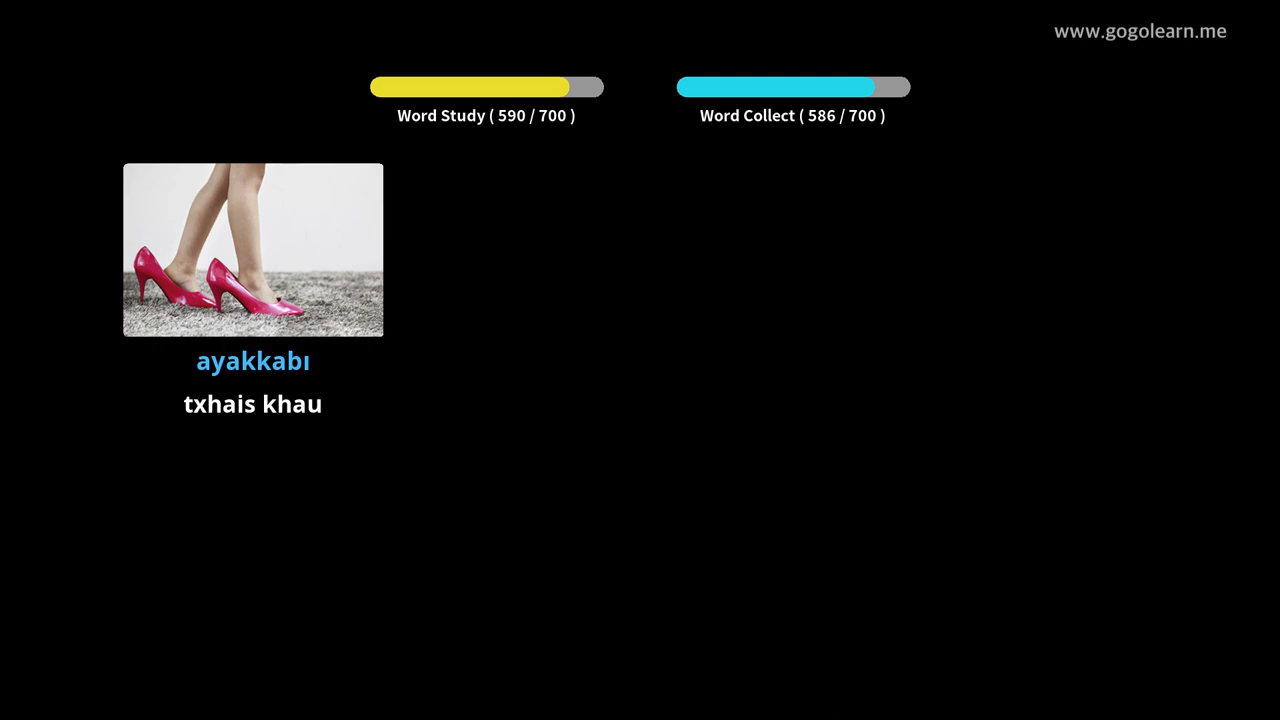 www.gogolearn.me
Word Study ( 590 / 700 )
Word Collect ( 586 / 700 )
ayakkabı
txhais khau